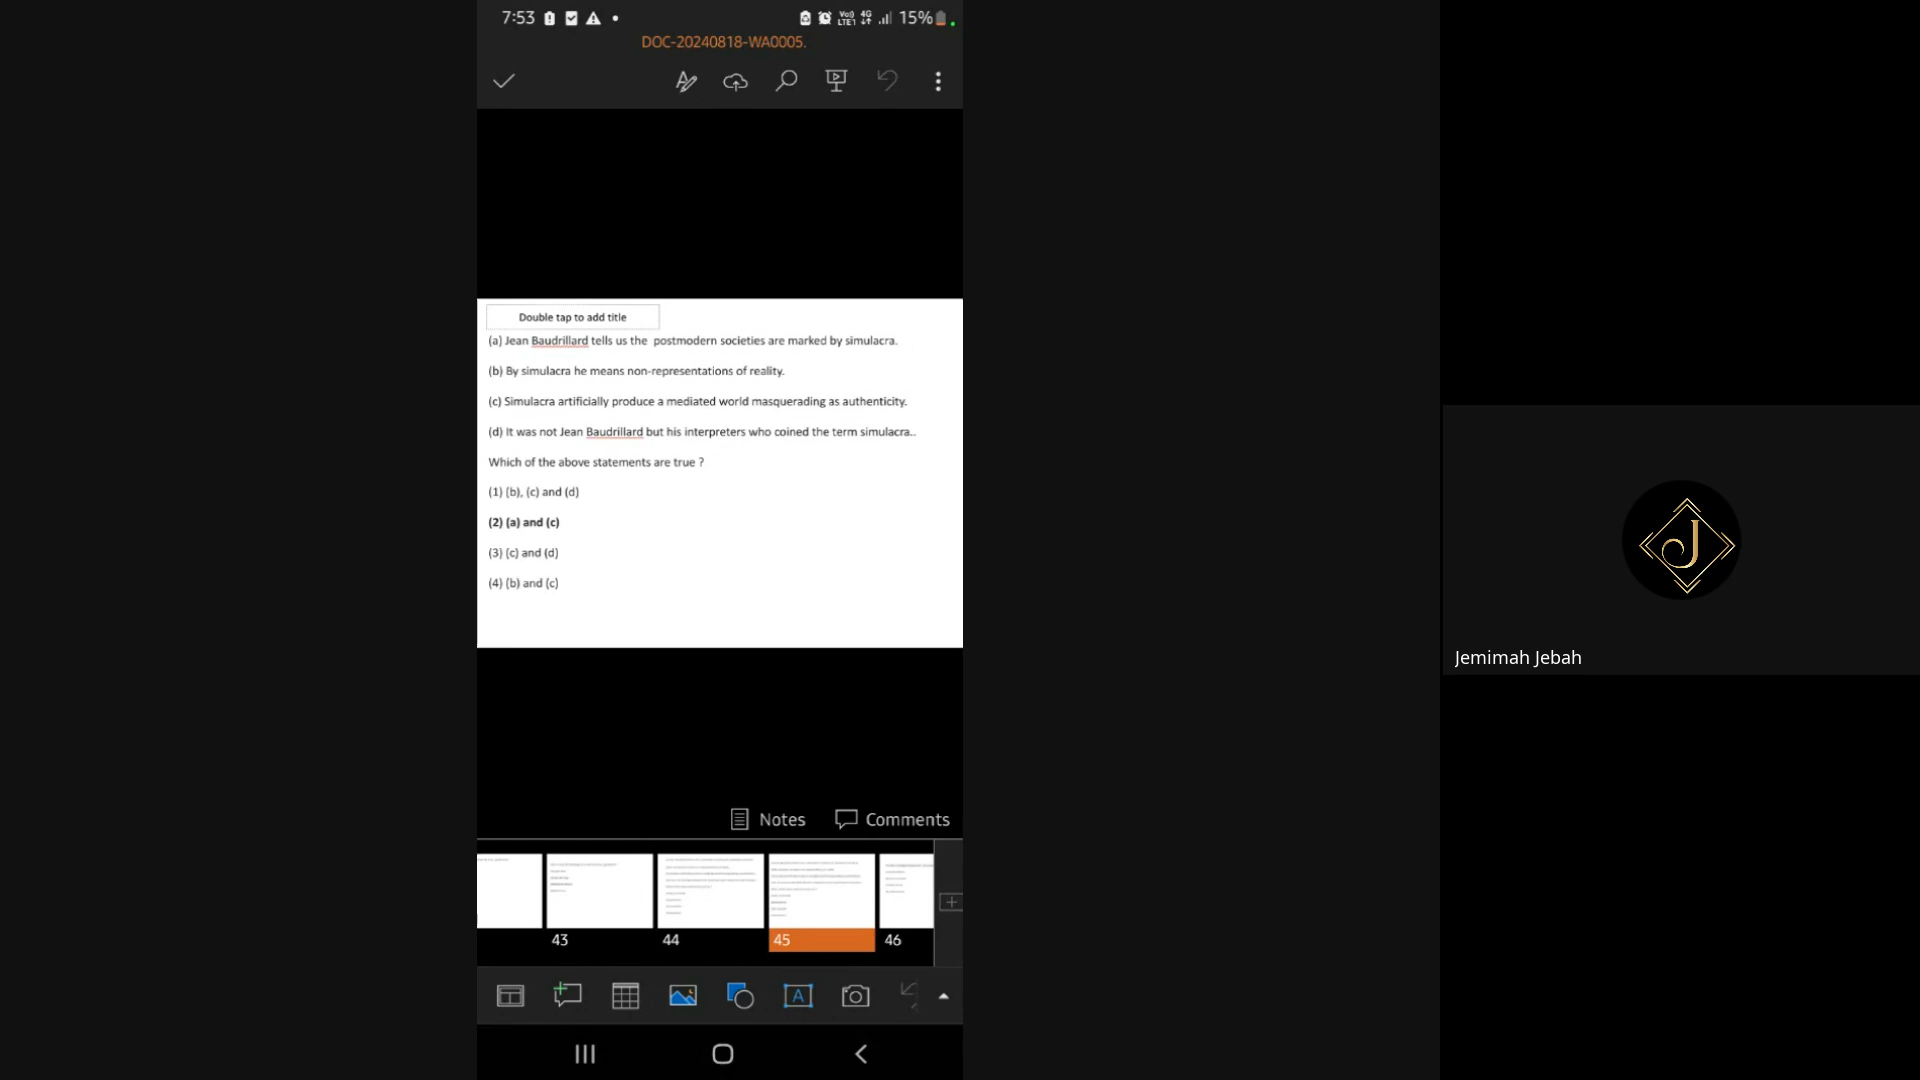 7:53
Vo))
LTE1
4G
15%
DOC-20240818-WA0005.
Double tap to add title
(a) Jean Baudrillard tells us the postmodern societies are marked by simulacra.
(b) By simulacra he means non-representations of reality.
(c) Simulacra artificially produce a mediated world masquerading as authenticity.
(d) It was not Jean Baudrillard but his interpreters who coined the term simulacra..
Which of the above statements are true ?
(1) (b), (c) and (d)
(2) (a) and (c)
(3) (c) and (d)
(4) (b) and (c)
J
Jemimah Jebah
Notes
Comments
43
44
45
46
A